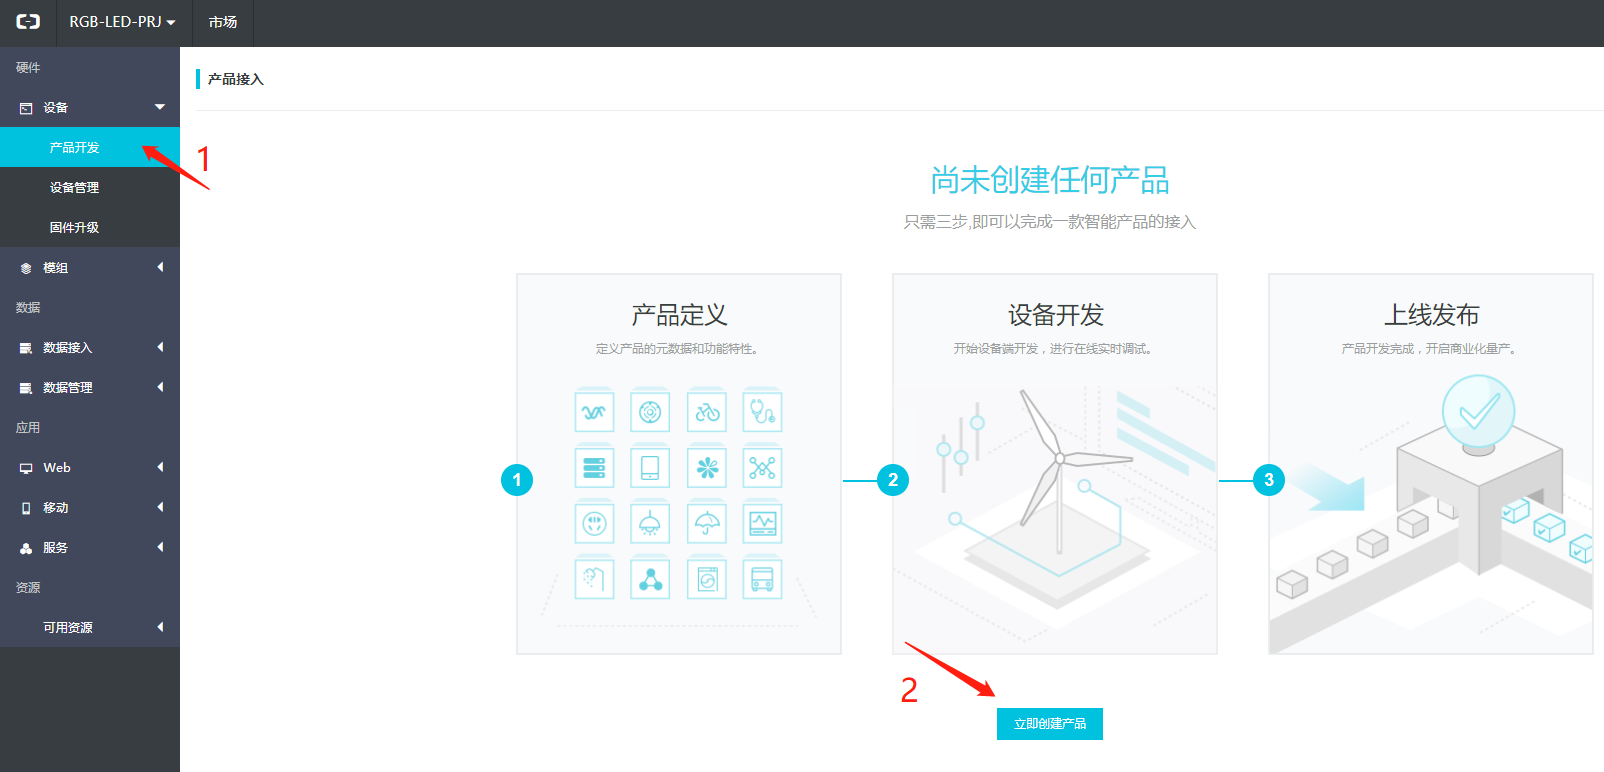 RGB-LED-PRJ
市场
硬件
设备
产品开发
设备管理
固件升级
模组
数据
数据接入
数据管理
应用
Web
移动
服务
资源
可用资源
1
产品接入
尚未创建任何产品
只需三步,即可以完成一款智能产品的接入
产品定义
定义产品的元数据和功能特性。
1
设备开发
开始设备端开发，进行在线实时调试。
2
上线发布
产品开发完成，开启商业化量产。
3
2
立即创建产品